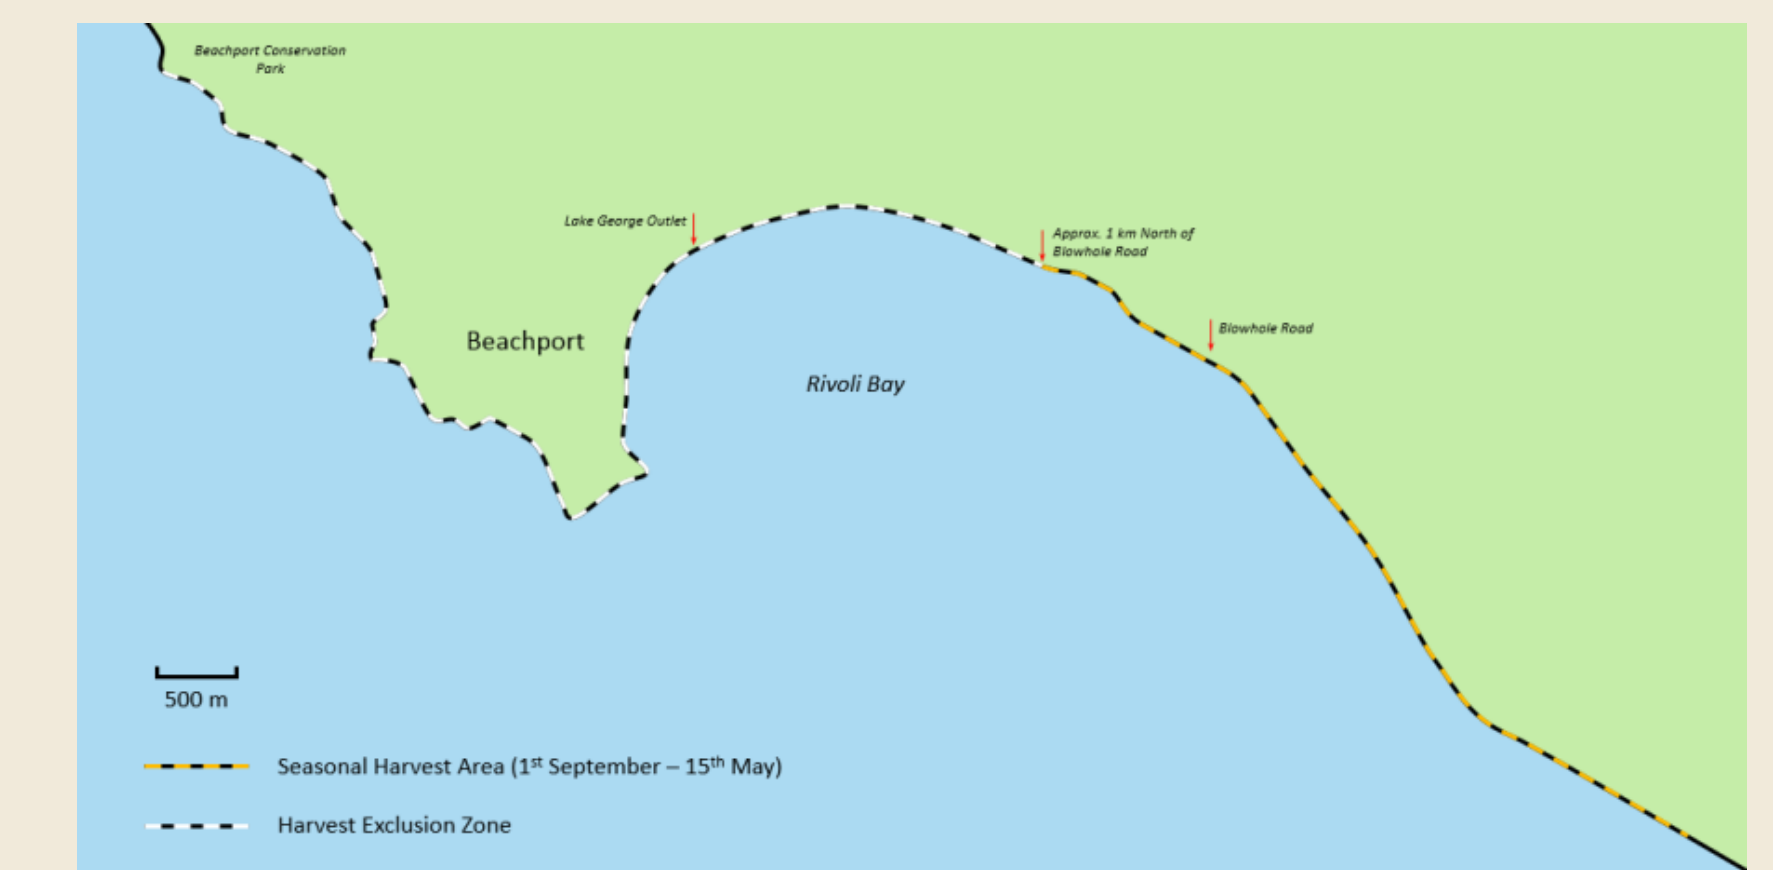 Beachport Conservation
Park
Lake George Outlet
Approx. 1 km North of
Blowhole Road
Blowhole Road
Beachport
Rivoli Bay
500 m
Seasonal Harvest Area (1st September – 15th May)
Harvest Exclusion Zone